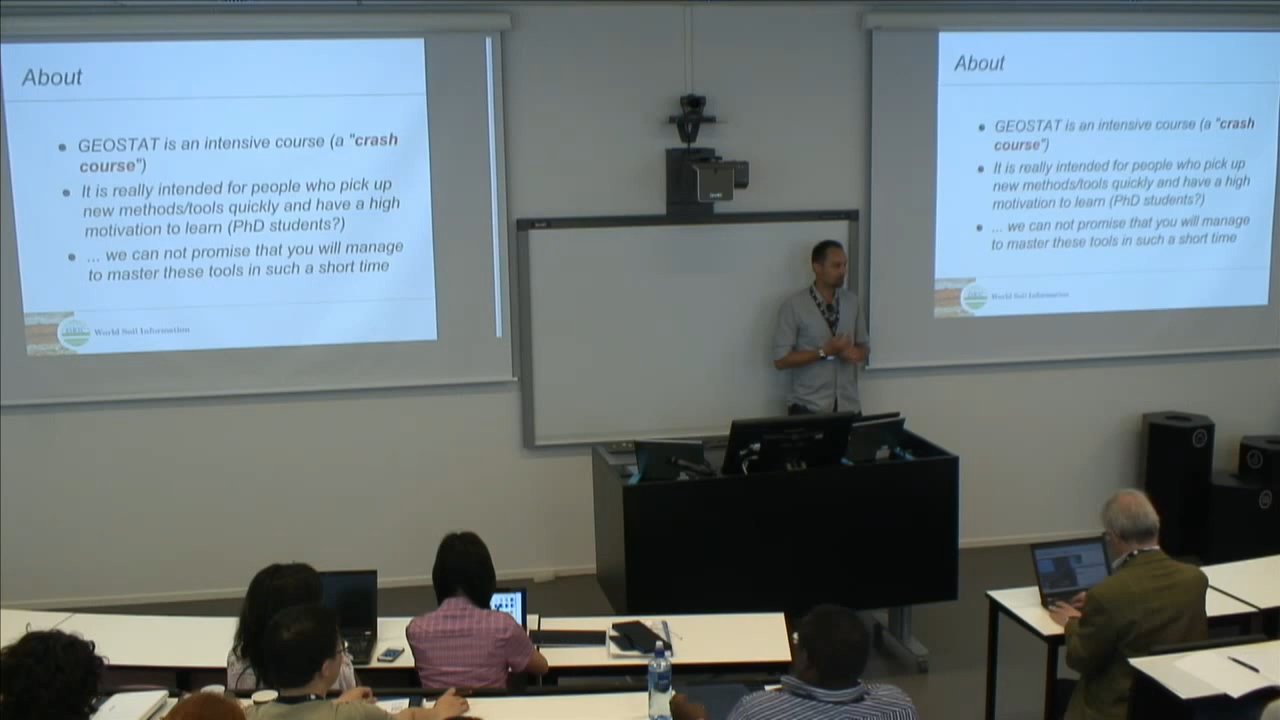 About
GEOSTAT is an intensive course (a "crash
course")
It is really intended for people who pick up
new methods/tools quickly and have a high
motivation to learn (PhD students?)
... we can not promise that you will manage
to master these tools in such a short time
World Soil Information
About
GEOSTAT is an intensive course (a "crash
course")
It is really intended for people who pick up
new methods/tools quickly and have a high
motivation to learn (PhD students?)
... we can not promise that you will manage
to master these tools in such a short time
World Soil Information